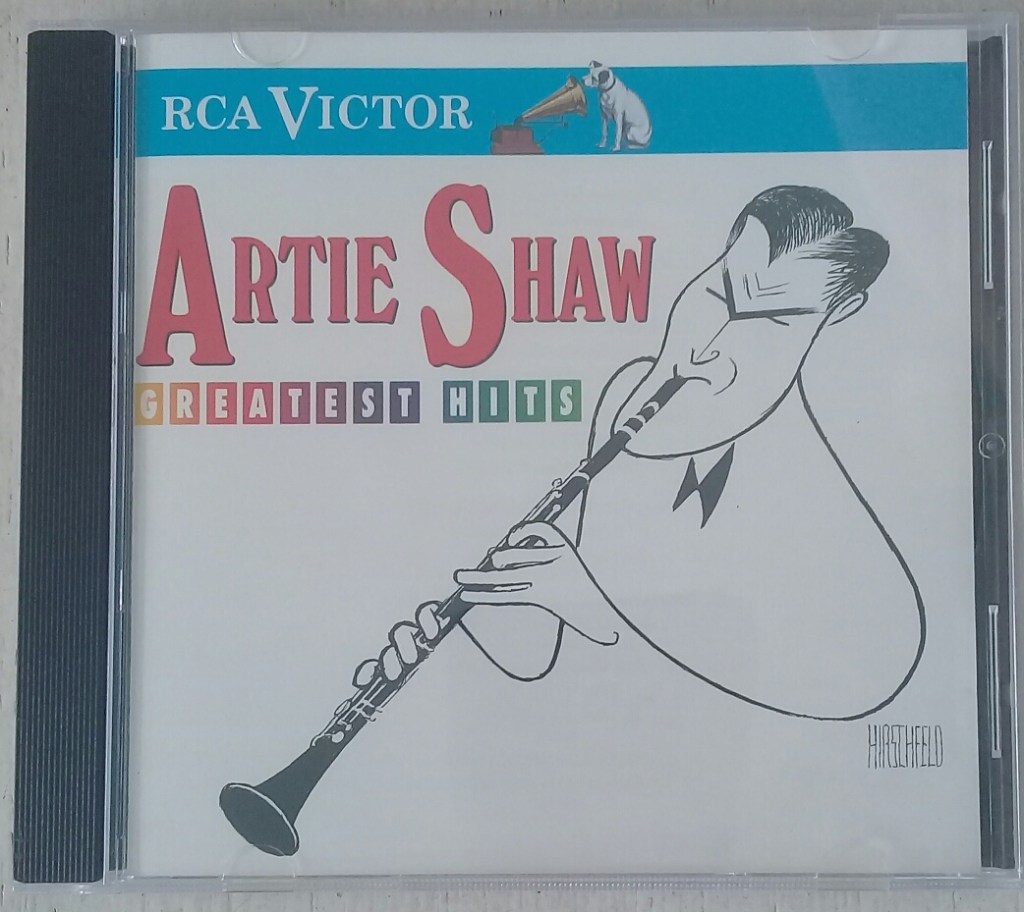 RCA VICTOR
ARTIE SHAW
GREATEST HITS
HIRSCHFELD